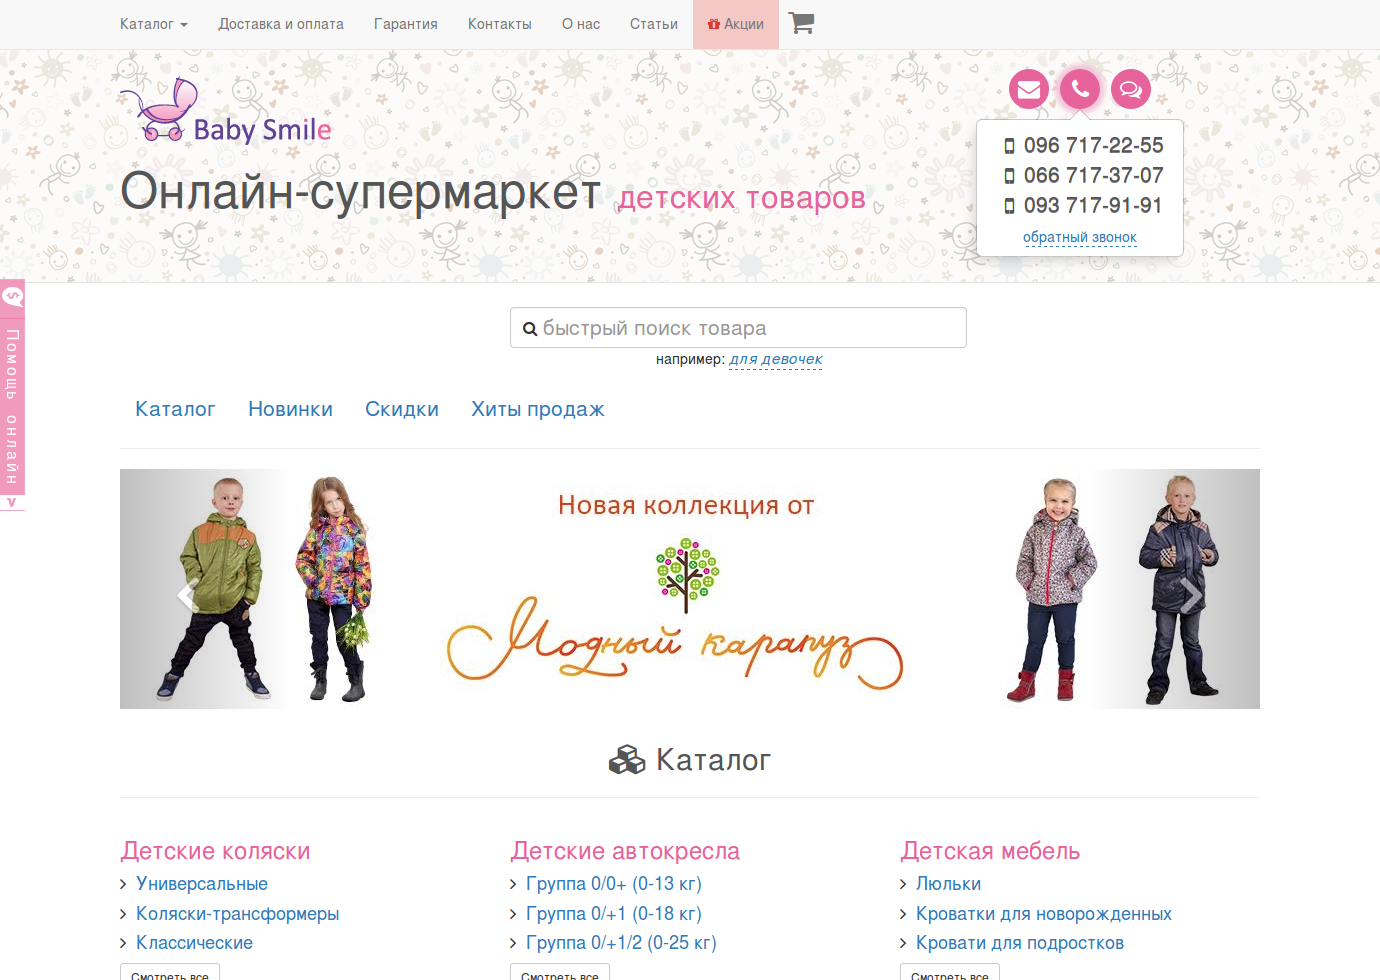 Каталог
Доставка и оплата
Гарантия
Контакты
О нас
Статьи
Акции
Baby Smile
Онлайн-супермаркет детских товаров
096 717-22-55
066 717-37-07
093 717-91-91
обратный звонок
Помощь онлайн
быстрый поиск товара
например: для девочек
Каталог
Новинки
Скидки
Хиты продаж
Новая коллекция от
Модный карапуз
Каталог
Детские коляски
Универсальные
Коляски-трансформеры
Классические
Смотреть все
Детские автокресла
Группа 0/0+ (0-13 кг)
Группа 0/+1 (0-18 кг)
Группа 0/+1/2 (0-25 кг)
Смотреть все
Детская мебель
Люльки
Кроватки для новорожденных
Кровати для подростков
Смотреть все